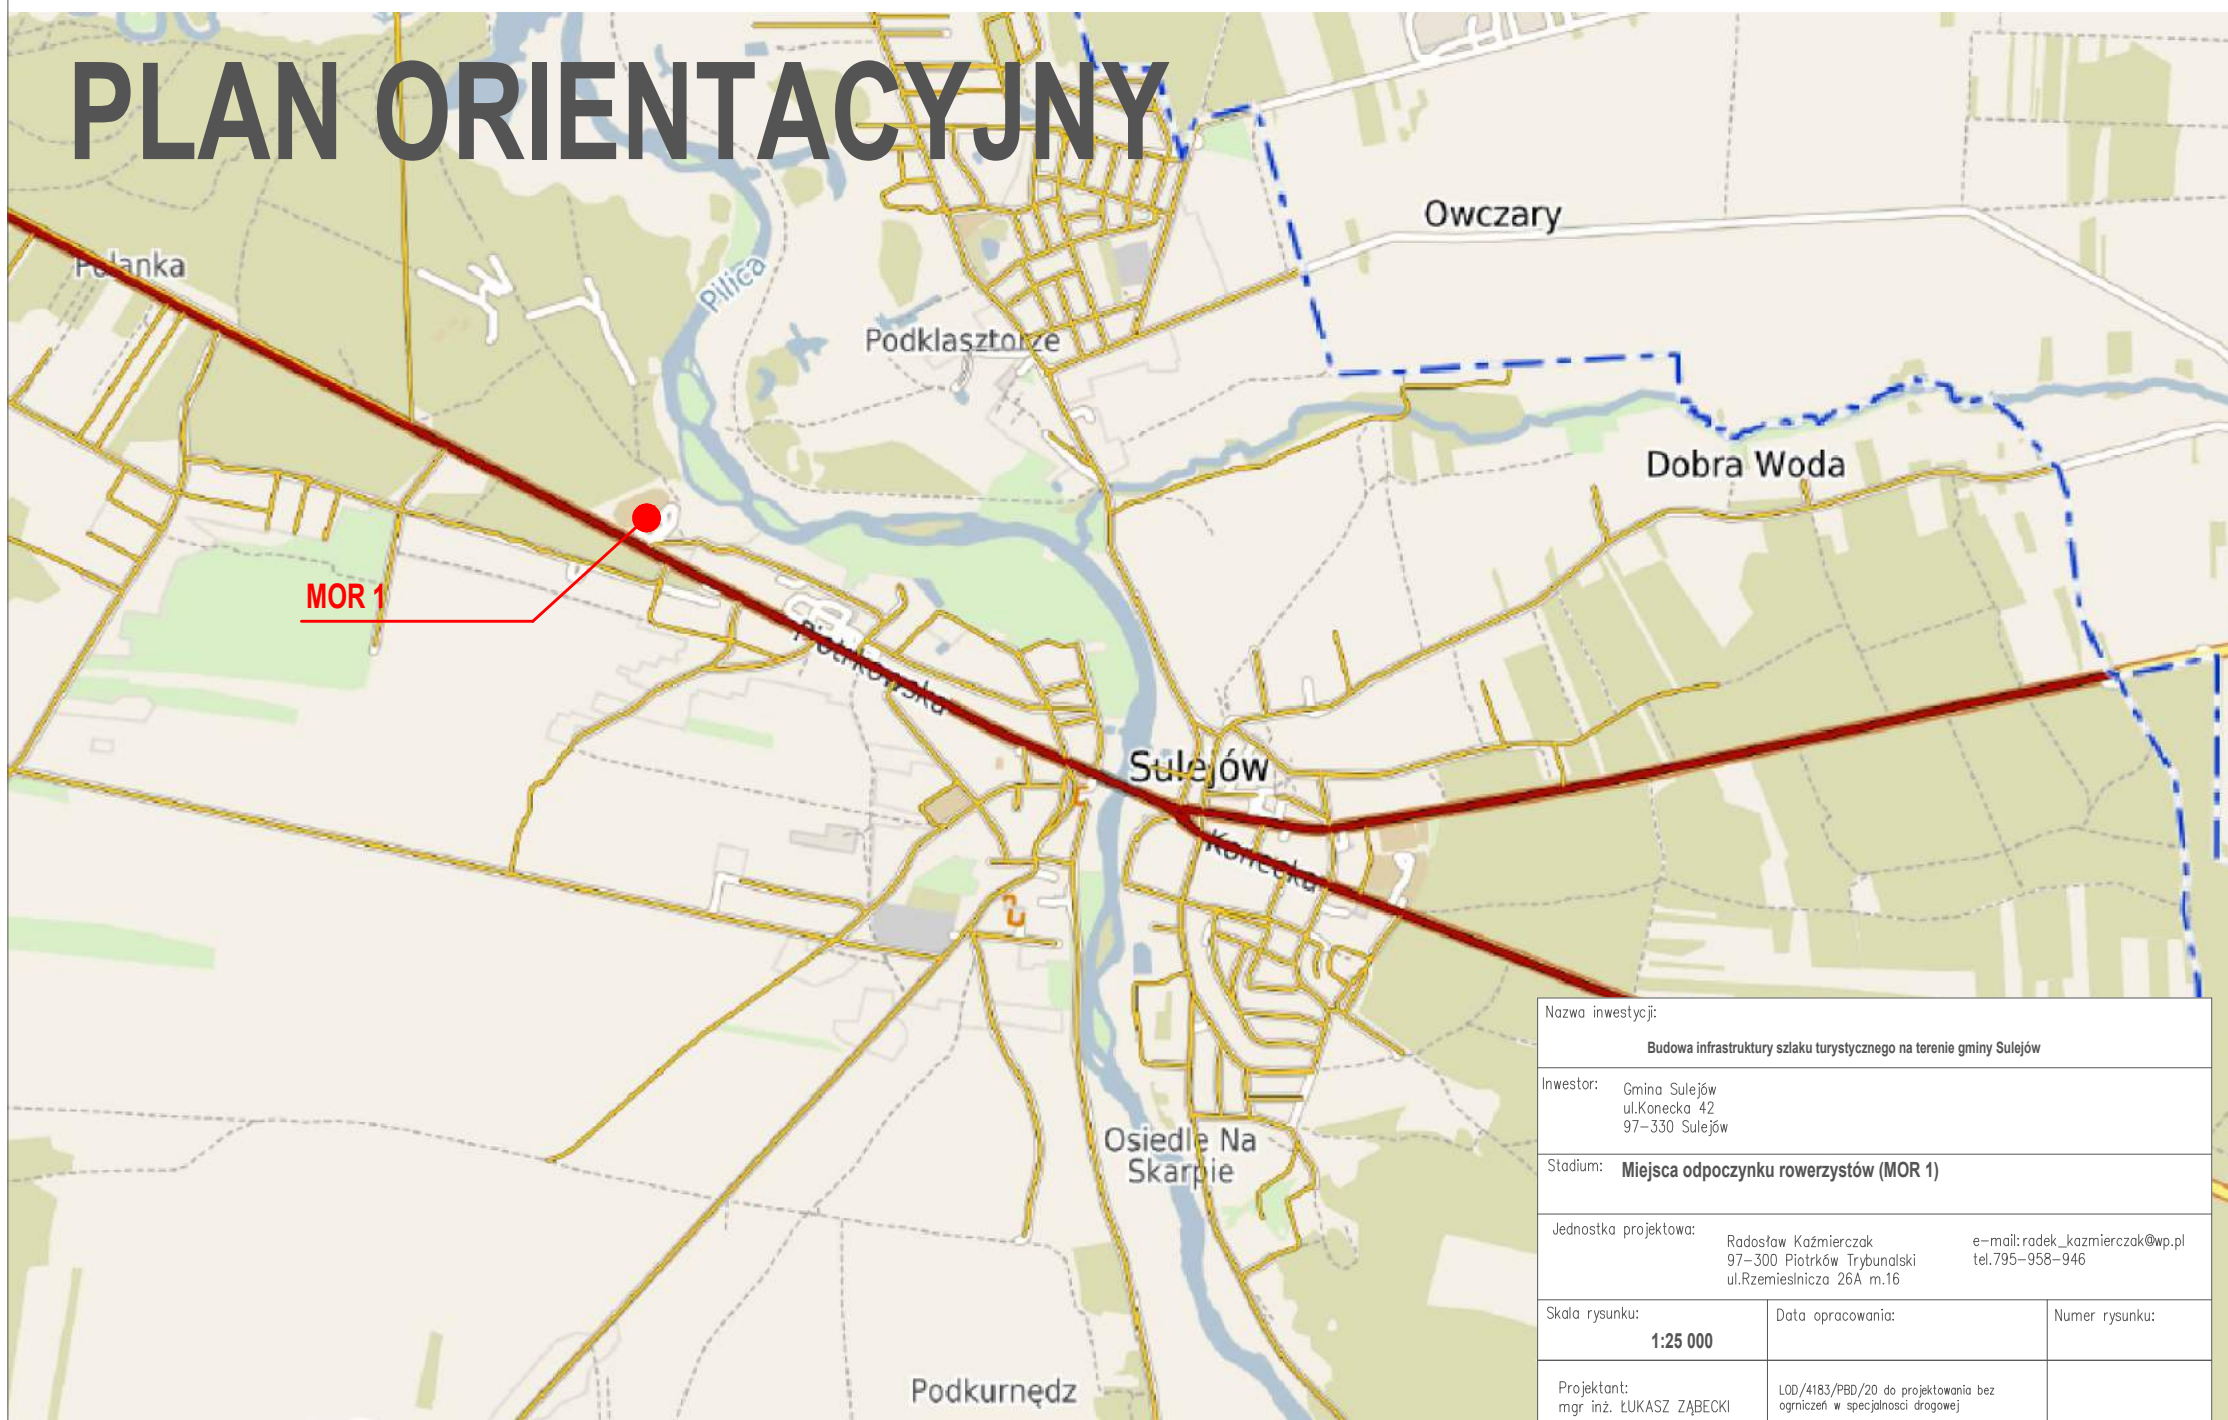 PLAN ORIENTACYJNY
Owczary
Polanka
Pilica
Podklasztorze
Dobra Woda
MOR 1
Piotrkowska
Sulejów
Konecka
Osiedle Na
Skarpie
Podkurnędz
Nazwa inwestycji:
Budowa infrastruktury szlaku turystycznego na terenie gminy Sulejów
Inwestor:
Gmina Sulejów
ul.Konecka 42
97-330 Sulejów
Stadium: Miejsca odpoczynku rowerzystów (MOR 1)
Jednostka projektowa:
Radosław Kaźmierczak
97-300 Piotrków Trybunalski
ul.Rzemieslnicza 26A m.16
e-mail:radek_kazmierczak@wp.pl
tel.795-958-946
Skala rysunku:
1:25 000
Data opracowania:
Numer rysunku:
Projektant:
mgr inż. ŁUKASZ ZĄBECKI
LOD/4183/PBD/20 do projektowania bez
ogrniczeń w specjalnosci drogowej